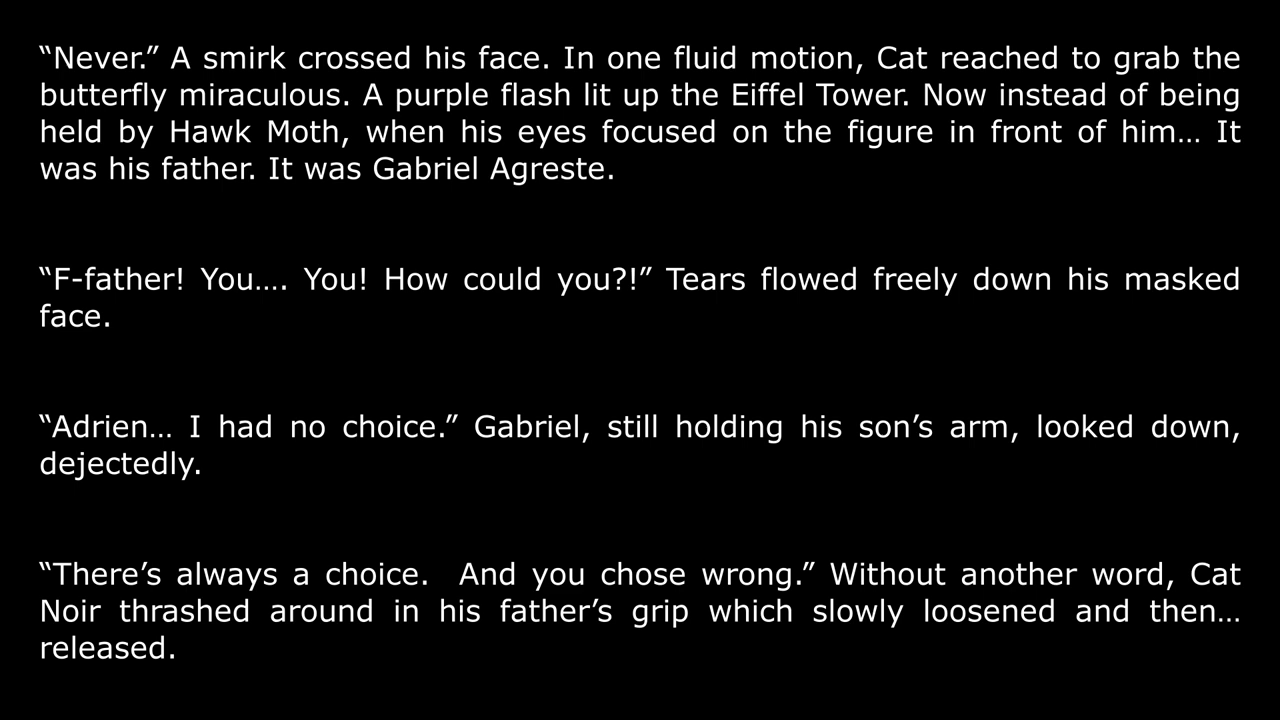 “Never.” A smirk crossed his face. In one fluid motion, Cat reached to grab the
butterfly miraculous. A purple flash lit up the Eiffel Tower. Now instead of being
held by Hawk Moth, when his eyes focused on the figure in front of him… It
was his father. It was Gabriel Agreste.
“F-father! You…. You! How could you?!” Tears flowed freely down his masked
face.
“Adrien… I had no choice.” Gabriel, still holding his son’s arm, looked down,
dejectedly.
“There’s always a choice.  And you chose wrong.” Without another word, Cat
Noir thrashed around in his father’s grip which slowly loosened and then…
released.